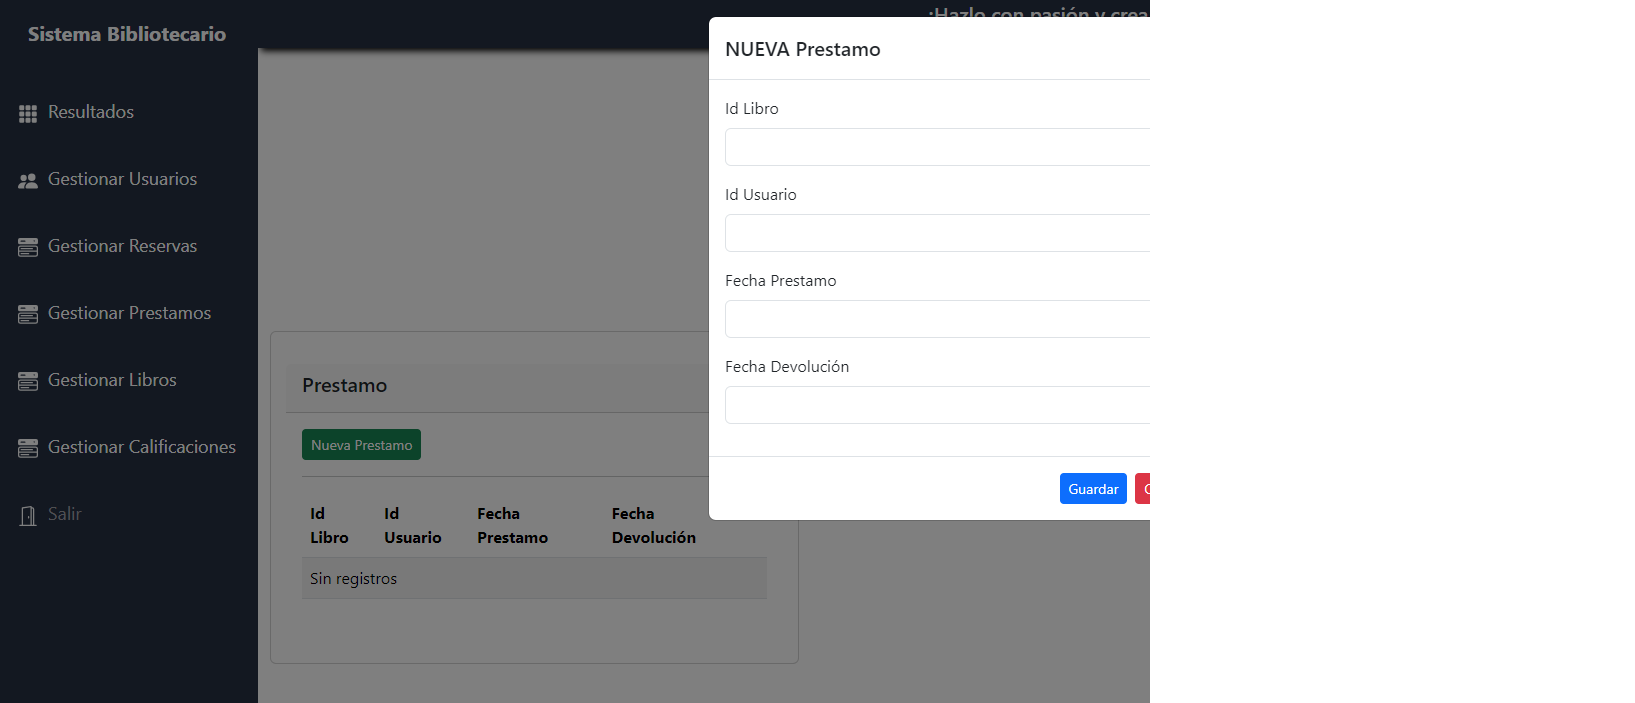 Sistema Bibliotecario
¡Hazlo con pasión y crea
Resultados
Gestionar Usuarios
Gestionar Reservas
Gestionar Prestamos
Gestionar Libros
Gestionar Calificaciones
Salir
NUEVA Prestamo
Id Libro
Id Usuario
Fecha Prestamo
Fecha Devolución
Guardar
Prestamo
Nueva Prestamo
Id Libro
Id Usuario
Fecha Prestamo
Fecha Devolución
Sin registros